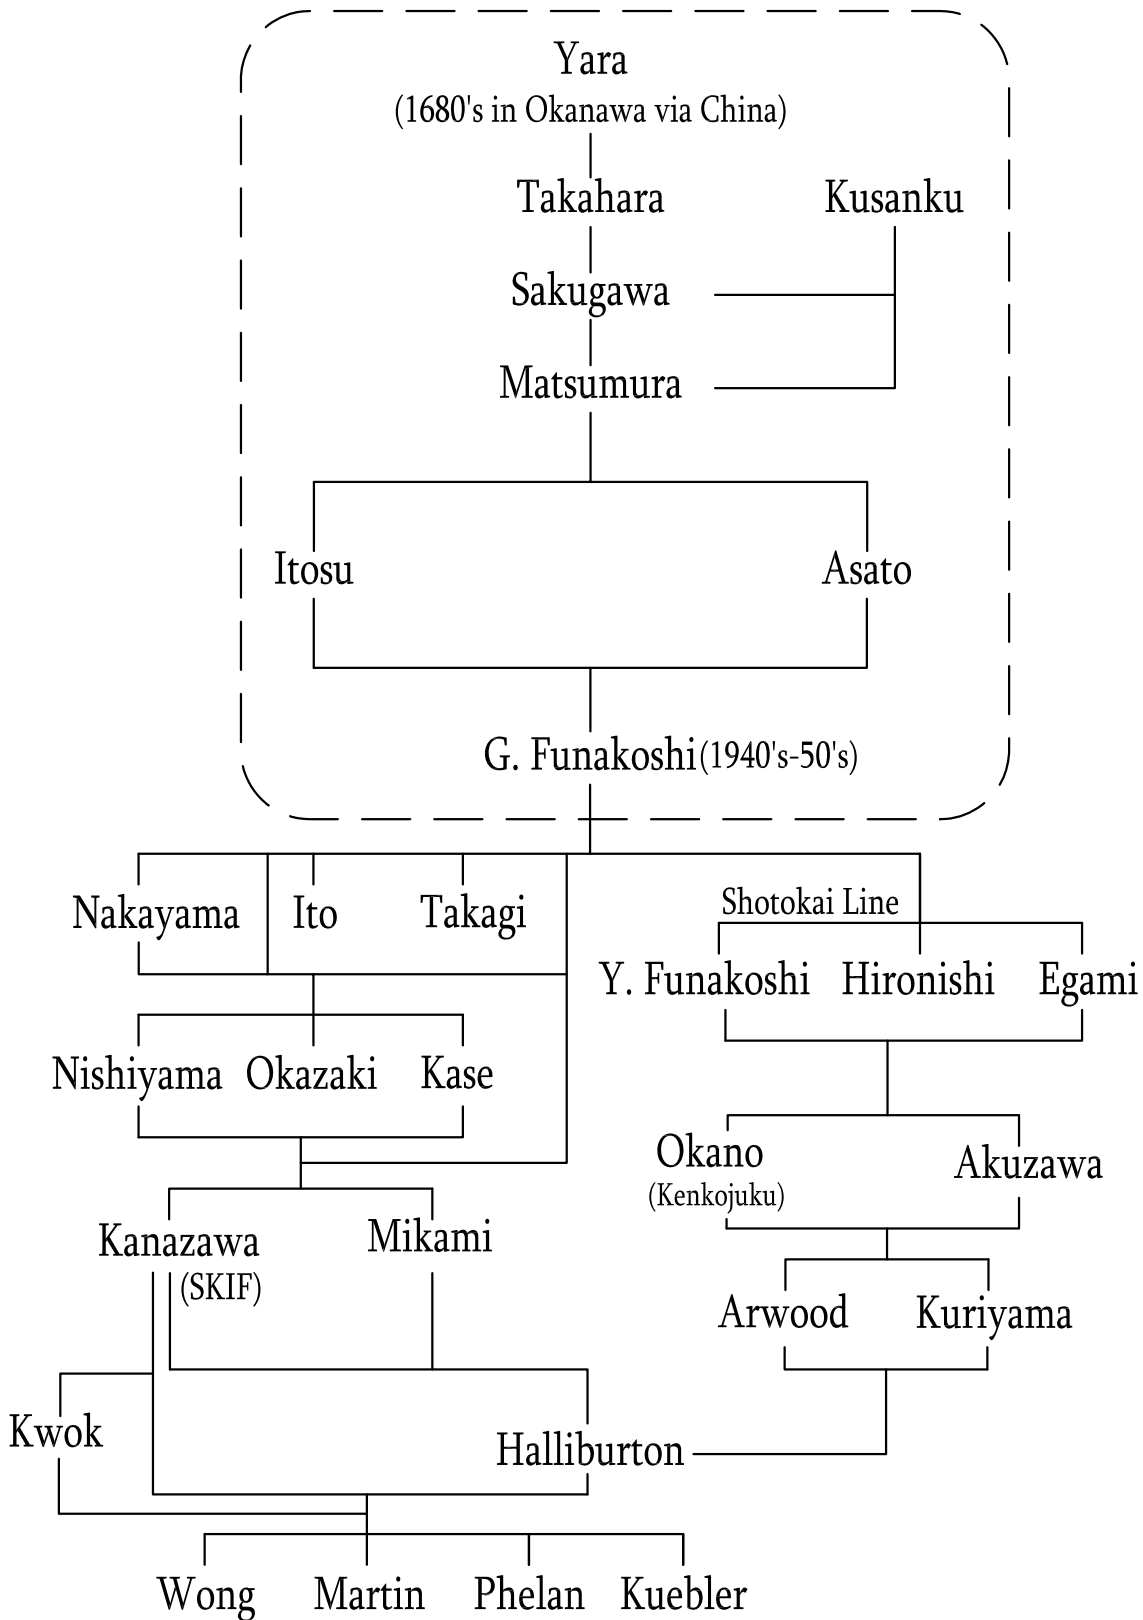 Yara
(1680's in Okanawa via China)
Takahara
Kusanku
Sakugawa
Matsumura
Itosu
Asato
G. Funakoshi (1940's-50's)
Nakayama
Ito
Takagi
Shotokai Line
Y. Funakoshi
Hironishi
Egami
Nishiyama
Okazaki
Kase
Okano
(Kenkojuku)
Akuzawa
Kanazawa
(SKIF)
Mikami
Arwood
Kuriyama
Kwok
Halliburton
Wong
Martin
Phelan
Kuebler